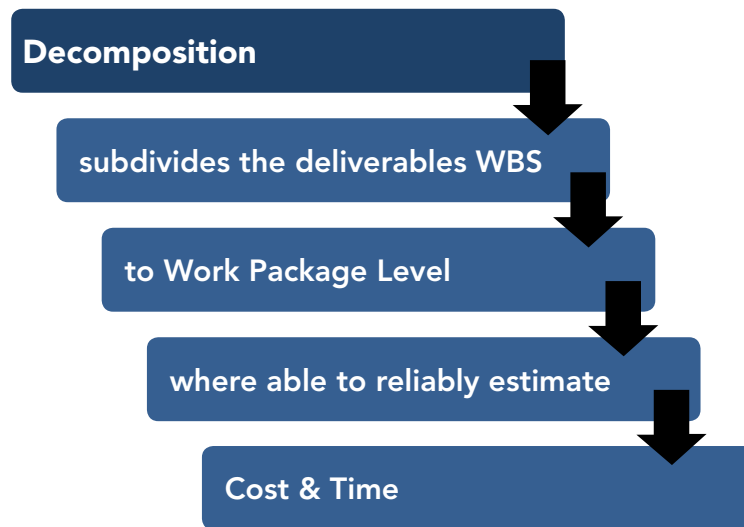 Decomposition
subdivides the deliverables WBS
to Work Package Level
where able to reliably estimate
Cost & Time